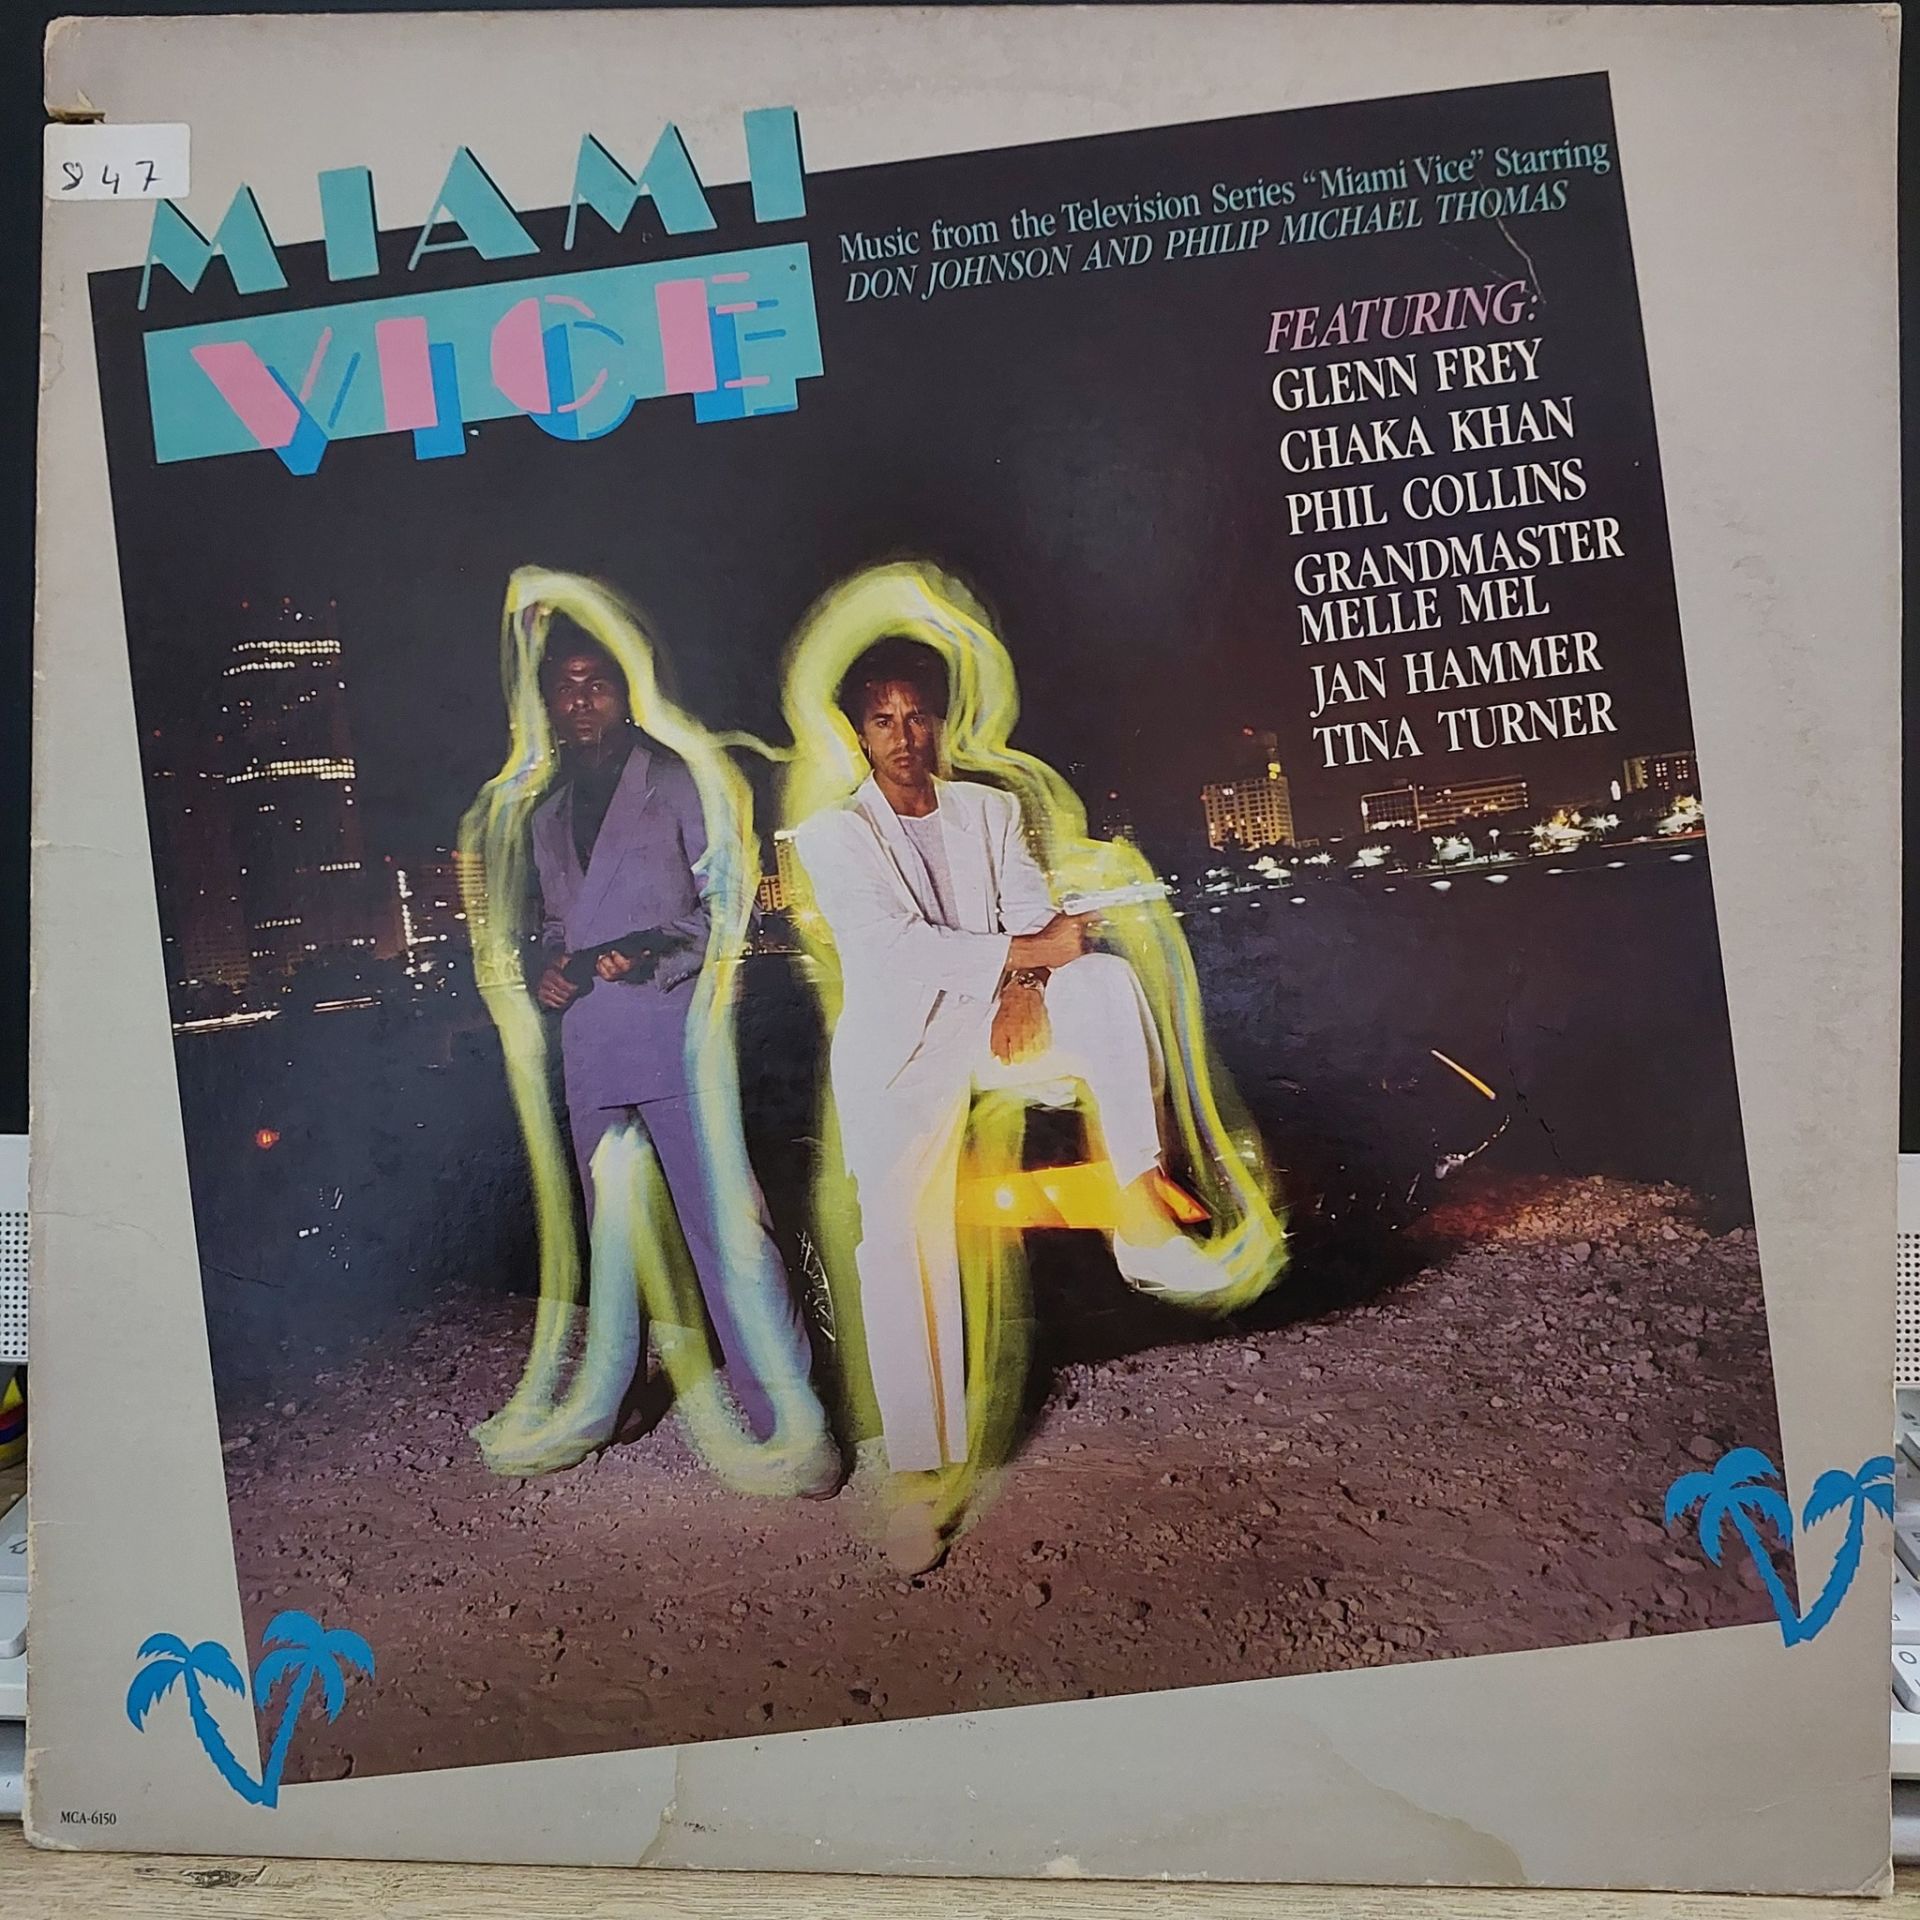 847
MIAMI
VICE
Music from the Television Series “Miami Vice” Starring
DON JOHNSON AND PHILIP MICHAEL THOMAS
FEATURING:
GLENN FREY
CHAKA KHAN
PHIL COLLINS
GRANDMASTER
MELLE MEL
JAN HAMMER
TINA TURNER
MCA-6150